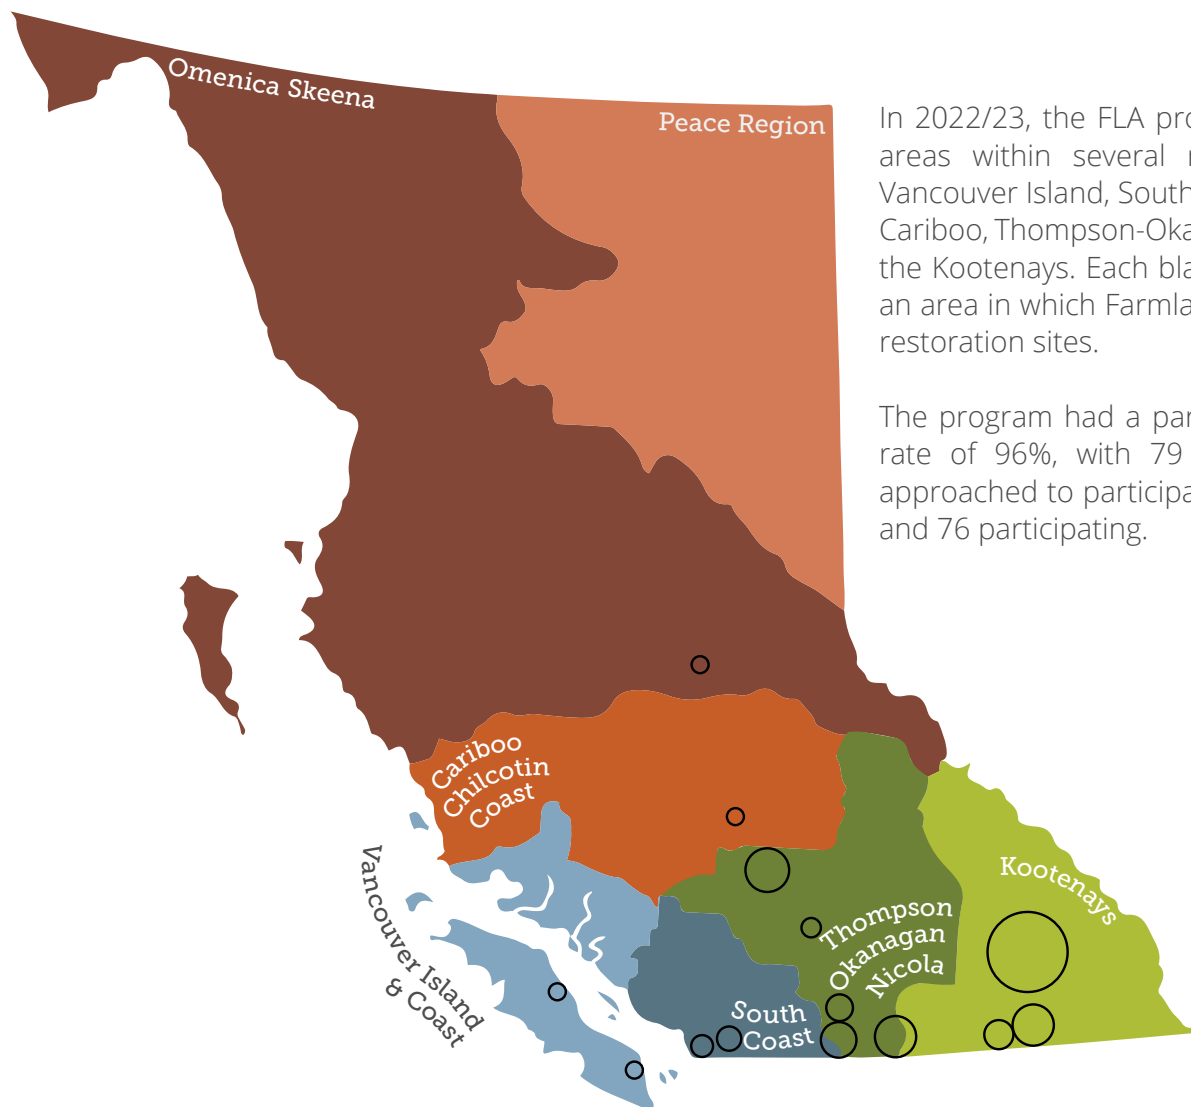 Omenica Skeena
Peace Region
In 2022/23, the FLA pro
areas within several
Vancouver Island, South
Cariboo, Thompson-Oka
the Kootenays. Each bla
an area in which Farmla
restoration sites.
The program had a par
rate of 96%, with 79
approached to participa
and 76 participating.
Cariboo
Chilcotin
Coast
Vancouver Island
& Coast
Thompson
Okanagan
Nicola
Kootenays
South
Coast